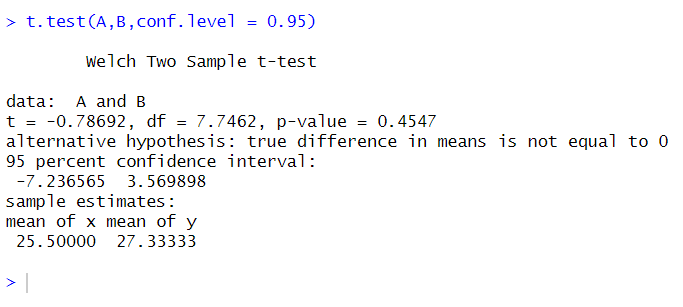 > t.test(A,B,conf.level = 0.95)
Welch Two Sample t-test
data:  A and B
t = -0.78692, df = 7.7462, p-value = 0.4547
alternative hypothesis: true difference in means is not equal to 0
95 percent confidence interval:
 -7.236565  3.569898
sample estimates:
mean of x mean of y
 25.50000  27.33333
>